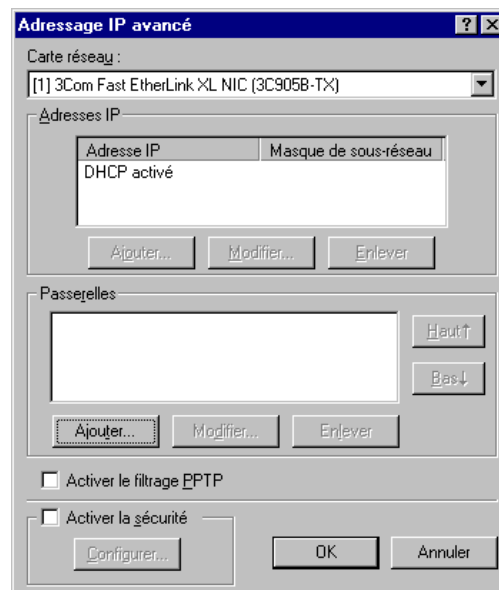 Adressage IP avancé
Carte réseau :
[1] 3Com Fast EtherLink XL NIC (3C905B-TX)
Adresses IP
Adresse IP Masque de sous-réseau
DHCP activé
Ajouter... Modifier... Enlever
Passerelles
Haut↑
Bas↓
Ajouter... Modifier... Enlever
Activer le filtrage PPTP
Activer la sécurité
Configurer... OK Annuler